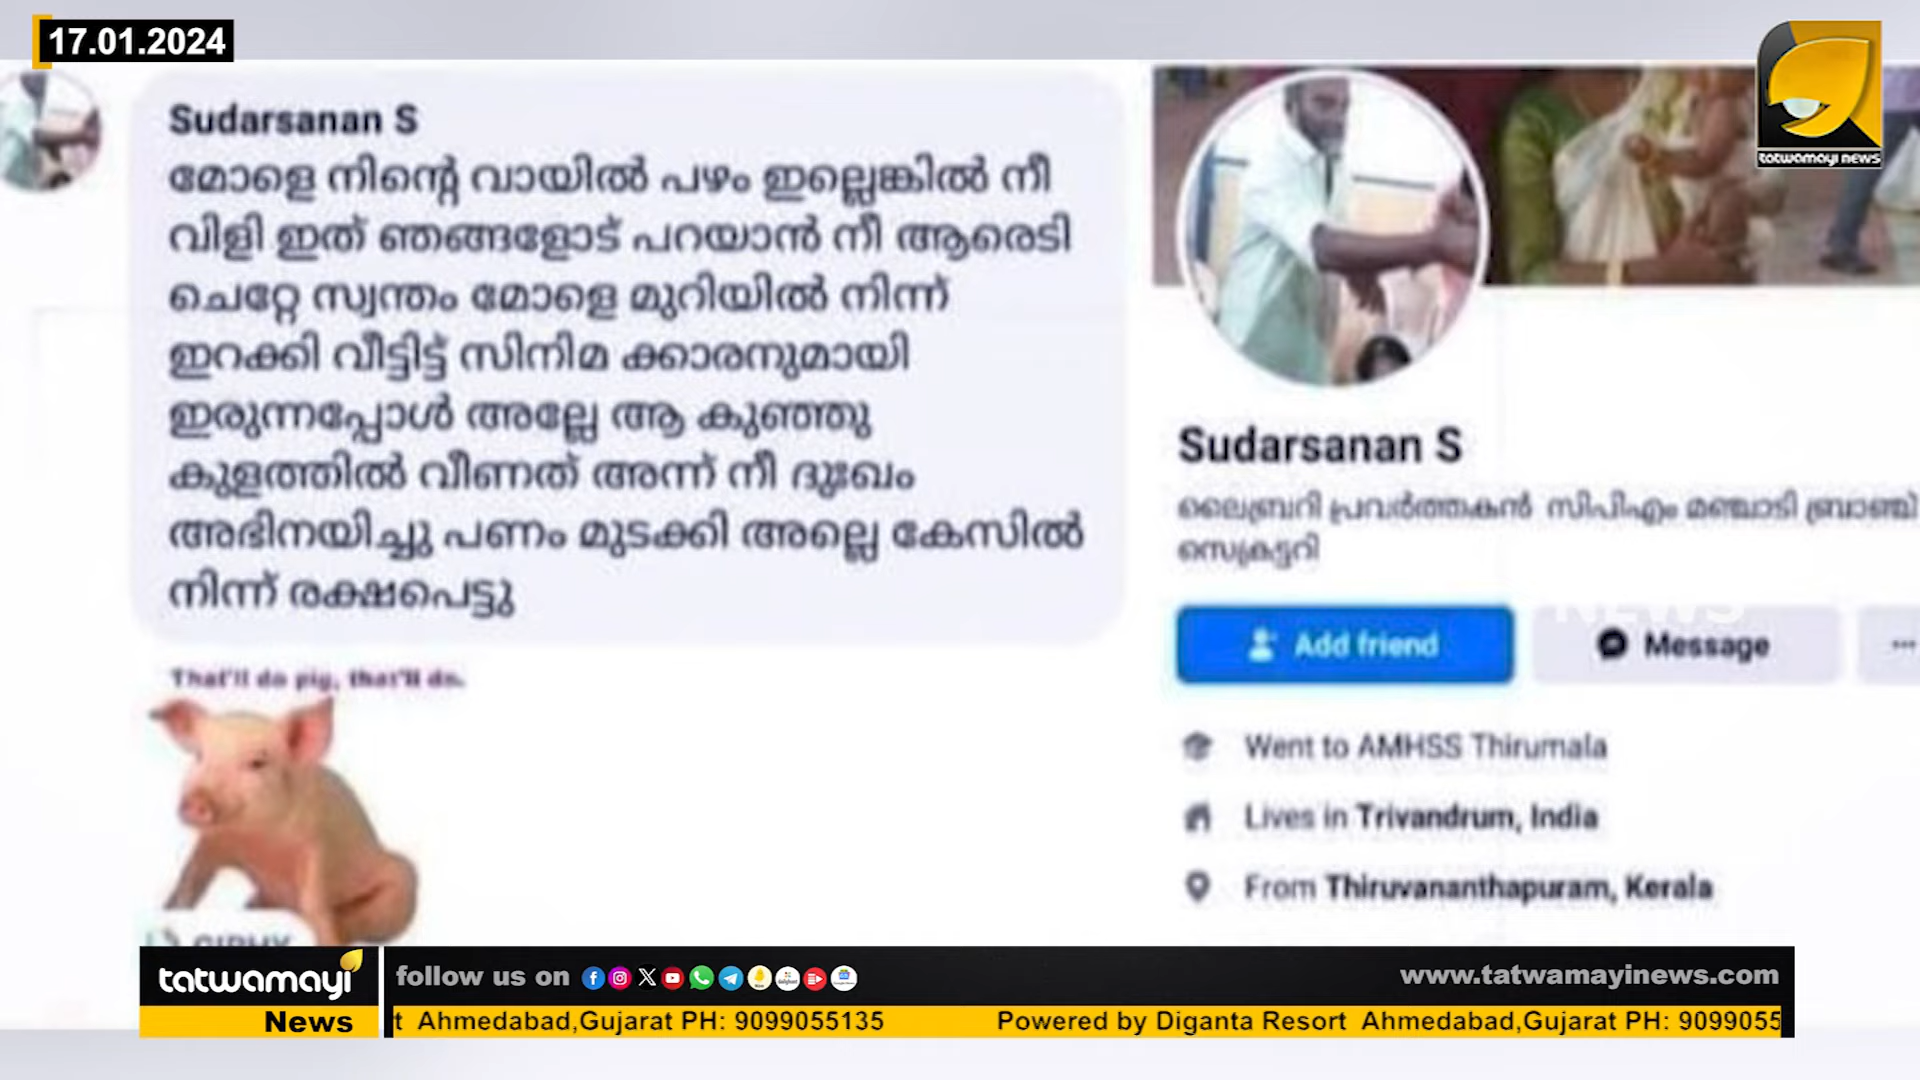 17.01.2024
tatwamayi news
Sudarsanan S
മോളെ നിന്റെ വായിൽ പഴം ഇല്ലെങ്കിൽ നീ
വിളി ഇത് ഞങ്ങളോട് പറയാൻ നീ ആരെടി
ചെറ്റേ സ്വന്തം മോളെ മുറിയിൽ നിന്ന്
ഇറക്കി വീട്ടിട്ട് സിനിമ ക്കാരനുമായി
ഇരുന്നപ്പോൾ അല്ലേ ആ കുഞ്ഞു
കുളത്തിൽ വീണത് അന്ന് നീ ദുഃഖം
അഭിനയിച്ചു പണം മുടക്കി അല്ലെ കേസിൽ
നിന്ന് രക്ഷപെട്ടു
That'll do pig, that'll do.
GIPHY
Sudarsanan S
ലൈബ്രറി പ്രവർത്തകൻ സിപിഎം മഞ്ചാടി ബ്രാഞ്ച്
സെക്രട്ടറി
Add friend
Message
NEWS
Went to AMHSS Thirumala
Lives in Trivandrum, India
From Thiruvananthapuram, Kerala
tatwamayi
News
follow us on
www.tatwamayinews.com
t Ahmedabad,Gujarat PH: 9099055135 Powered by Diganta Resort Ahmedabad,Gujarat PH: 9099055